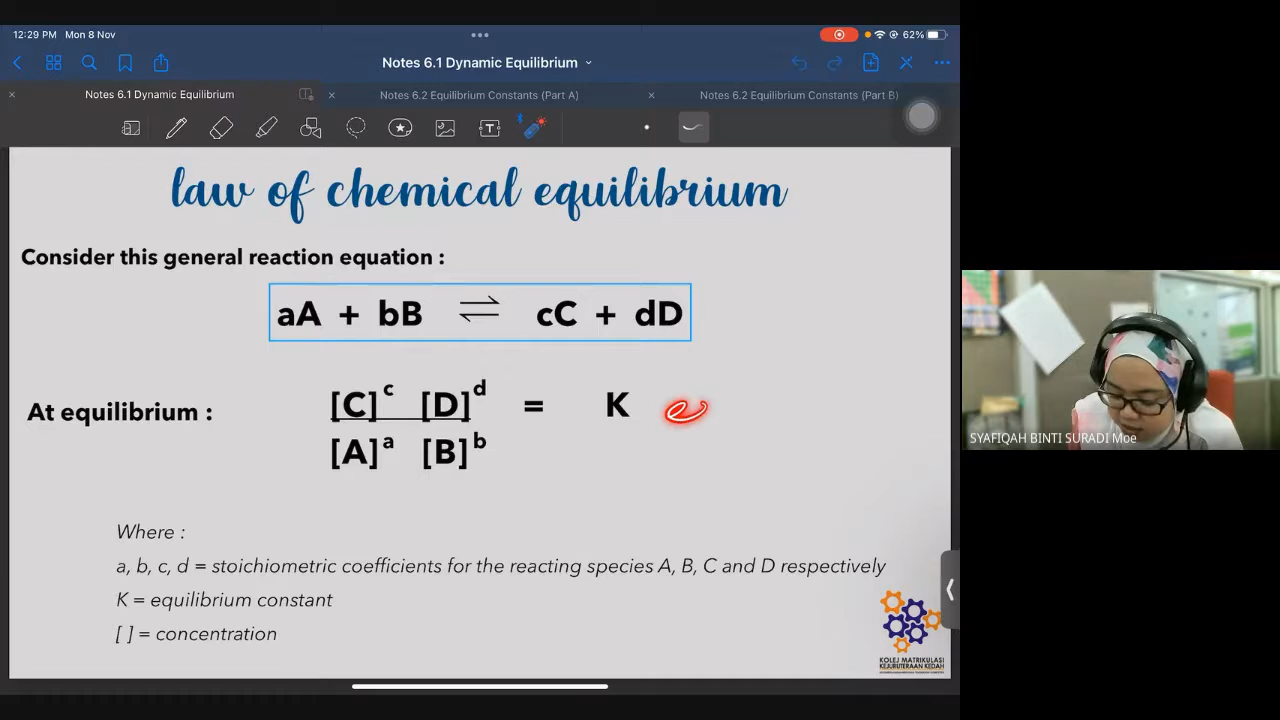 12:29 PM Mon 8 Nov
62%
Notes 6.1 Dynamic Equilibrium
Notes 6.1 Dynamic Equilibrium
Notes 6.2 Equilibrium Constants (Part A)
Notes 6.2 Equilibrium Constants (Part B)
law of chemical equilibrium
Consider this general reaction equation :
aA + bB ⇌ cC + dD
At equilibrium :
[C]^c [D]^d = K
[A]^a [B]^b
Where :
a, b, c, d = stoichiometric coefficients for the reacting species A, B, C and D respectively
K = equilibrium constant
[ ] = concentration
KOLEJ MATRIKULASI
KEJURUTERAAN KEDAH
SYAFIQAH BINTI SURADI Moe